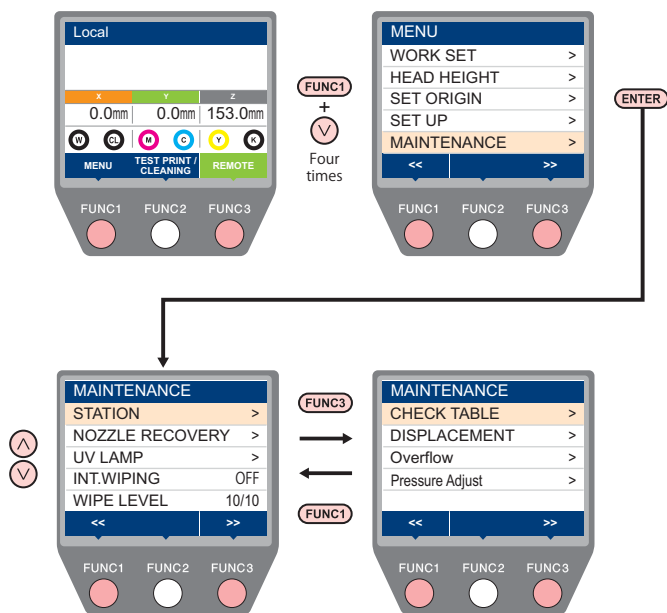 Local
X Y Z
0.0mm 0.0mm 153.0mm
W CL M C Y K
MENU TEST PRINT / CLEANING REMOTE
FUNC1 FUNC2 FUNC3
FUNC1
+
Four
times
MENU
WORK SET >
HEAD HEIGHT >
SET ORIGIN >
SET UP >
MAINTENANCE >
<< >>
FUNC1 FUNC2 FUNC3
ENTER
MAINTENANCE
STATION >
NOZZLE RECOVERY >
UV LAMP >
INT.WIPING OFF
WIPE LEVEL 10/10
<< >>
FUNC1 FUNC2 FUNC3
FUNC3
FUNC1
MAINTENANCE
CHECK TABLE >
DISPLACEMENT >
Overflow >
Pressure Adjust >
<< >>
FUNC1 FUNC2 FUNC3